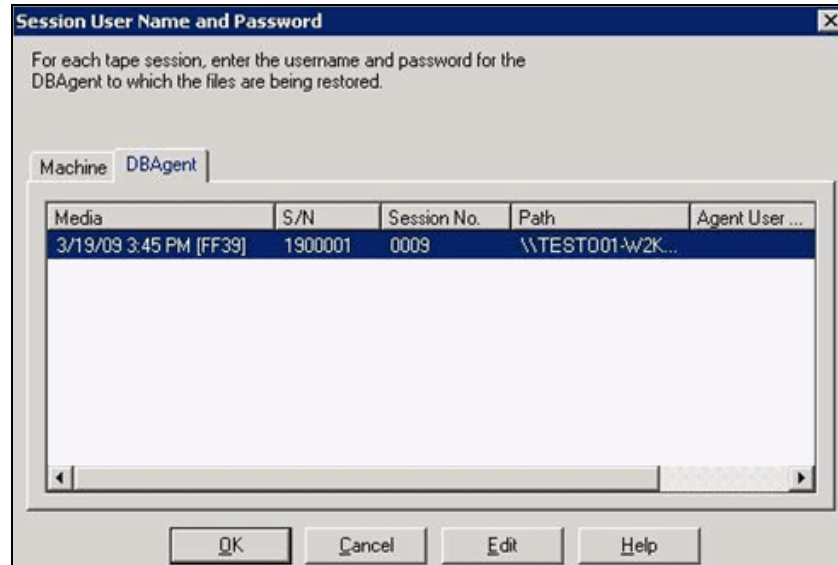 Session User Name and Password
For each tape session, enter the username and password for the
DBAgent to which the files are being restored.
Machine DBAgent
Media S/N Session No. Path Agent User ...
3/19/09 3:45 PM [FF39] 1900001 0009 \\TEST001-W2K...
OK Cancel Edit Help